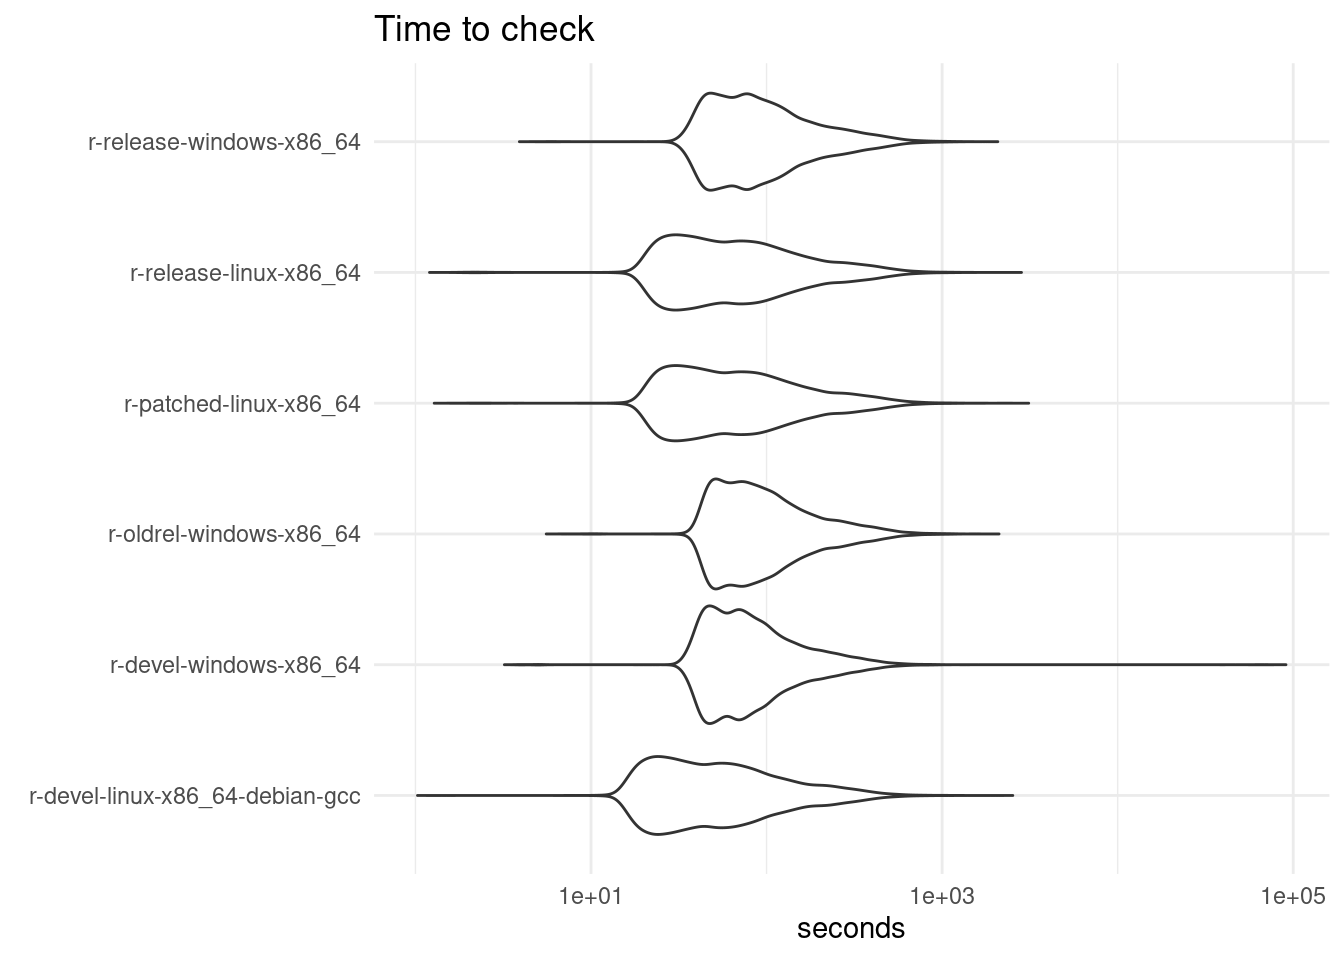 Time to check
r-release-windows-x86_64
r-release-linux-x86_64
r-patched-linux-x86_64
r-oldrel-windows-x86_64
r-devel-windows-x86_64
r-devel-linux-x86_64-debian-gcc
1e+01 1e+03 1e+05
seconds